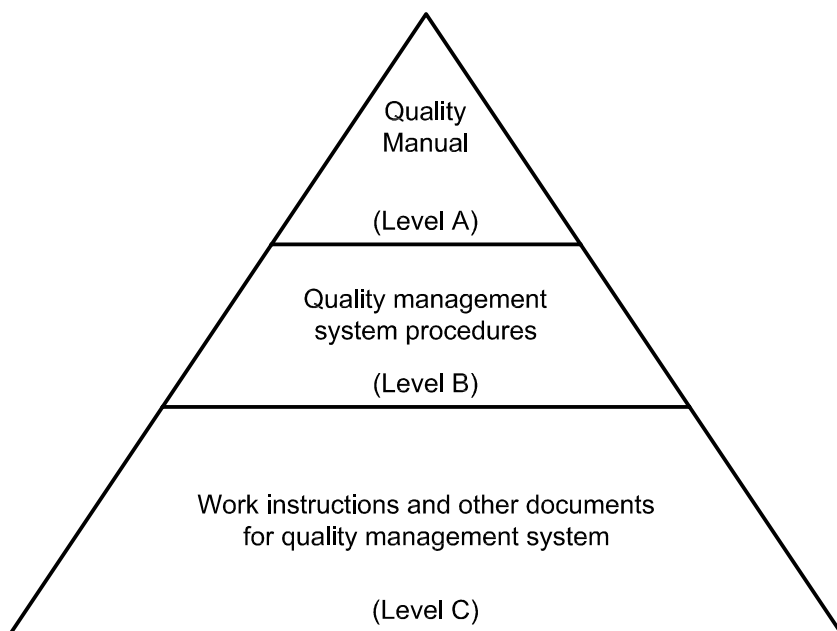 Quality
Manual
(Level A)
Quality management
system procedures
(Level B)
Work instructions and other documents
for quality management system
(Level C)